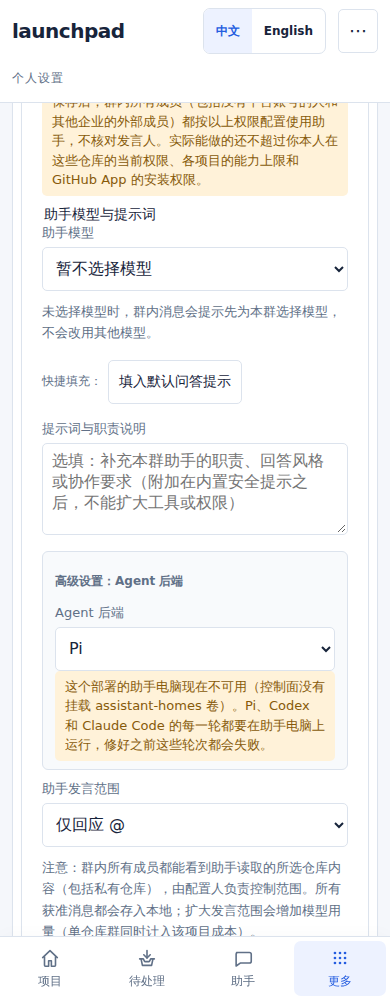 launchpad
中文
English
···
个人设置
保存后，群内所有成员（包括没有平台账号的人和
其他企业的外部成员）都按以上权限配置使用助
手，不核对发言人。实际能做的还不超过你本人在
这些仓库的当前权限、各项目的能力上限和
GitHub App 的安装权限。
助手模型与提示词
助手模型
暂不选择模型
未选择模型时，群内消息会提示先为本群选择模型，
不会改用其他模型。
快捷填充：
填入默认问答提示
提示词与职责说明
选填：补充本群助手的职责、回答风格
或协作要求（附加在内置安全提示之
后，不能扩大工具或权限）
高级设置：Agent 后端
Agent 后端
Pi
这个部署的助手电脑现在不可用（控制面没有
挂载 assistant-homes 卷）。Pi、Codex
和 Claude Code 的每一轮都要在助手电脑上
运行，修好之前这些轮次都会失败。
助手发言范围
仅回应 @
注意：群内所有成员都能看到助手读取的所选仓库内
容（包括私有仓库），由配置人负责控制范围。所有
获准消息都会存入本地；扩大发言范围会增加模型用
量（单仓库群同时计入该项目成本）。
项目
待处理
助手
更多